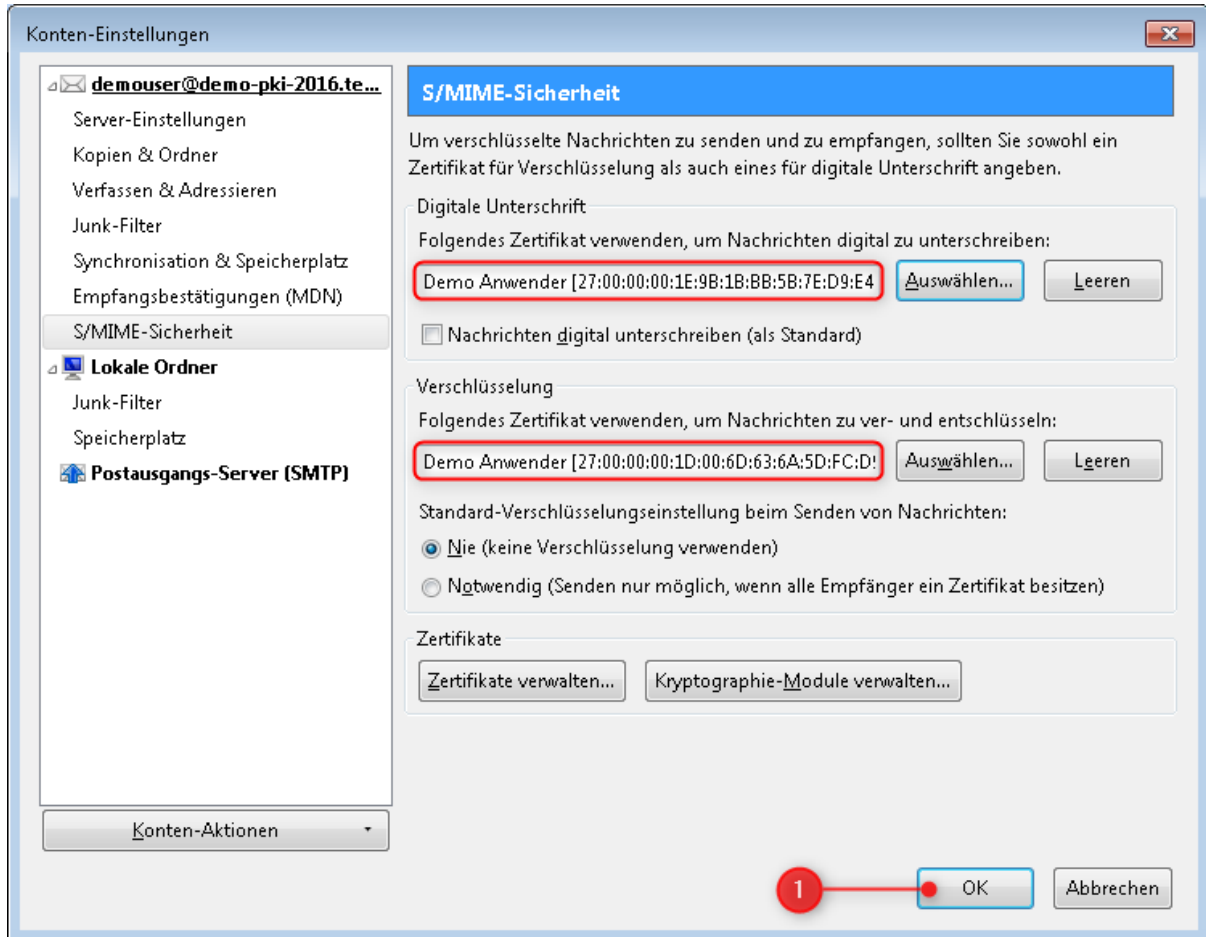 Konten-Einstellungen
demouser@demo-pki-2016.te...
Server-Einstellungen
Kopien & Ordner
Verfassen & Adressieren
Junk-Filter
Synchronisation & Speicherplatz
Empfangsbestätigungen (MDN)
S/MIME-Sicherheit
Lokale Ordner
Junk-Filter
Speicherplatz
Postausgangs-Server (SMTP)
Konten-Aktionen
S/MIME-Sicherheit
Um verschlüsselte Nachrichten zu senden und zu empfangen, sollten Sie sowohl ein
Zertifikat für Verschlüsselung als auch eines für digitale Unterschrift angeben.
Digitale Unterschrift
Folgendes Zertifikat verwenden, um Nachrichten digital zu unterschreiben:
Demo Anwender [27:00:00:00:1E:9B:1B:BB:5B:7E:D9:E4 Auswählen... Leeren
Nachrichten digital unterschreiben (als Standard)
Verschlüsselung
Folgendes Zertifikat verwenden, um Nachrichten zu ver- und entschlüsseln:
Demo Anwender [27:00:00:00:1D:00:6D:63:6A:5D:FC:D! Auswählen... Leeren
Standard-Verschlüsselungseinstellung beim Senden von Nachrichten:
Nie (keine Verschlüsselung verwenden)
Notwendig (Senden nur möglich, wenn alle Empfänger ein Zertifikat besitzen)
Zertifikate
Zertifikate verwalten... Kryptographie-Module verwalten...
1 OK Abbrechen